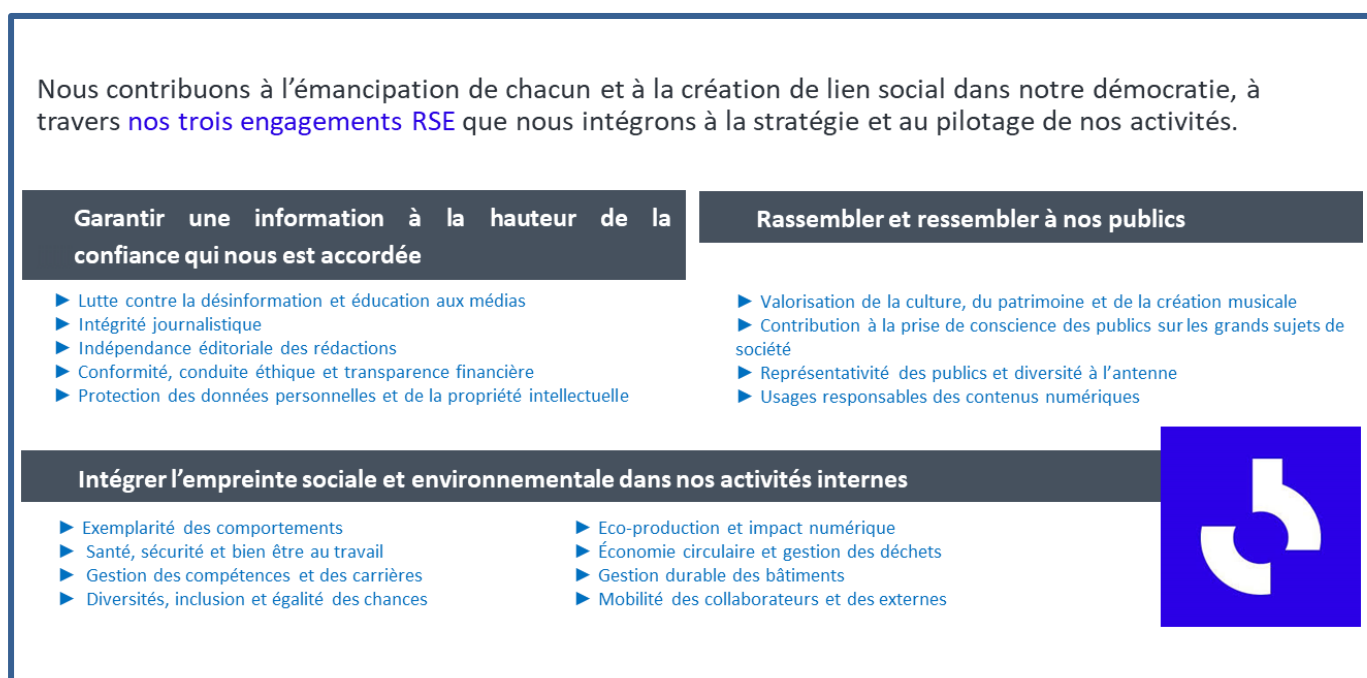 Nous contribuons à l’émancipation de chacun et à la création de lien social dans notre démocratie, à
travers nos trois engagements RSE que nous intégrons à la stratégie et au pilotage de nos activités.
Garantir une information à la hauteur de la
confiance qui nous est accordée
► Lutte contre la désinformation et éducation aux médias
► Intégrité journalistique
► Indépendance éditoriale des rédactions
► Conformité, conduite éthique et transparence financière
► Protection des données personnelles et de la propriété intellectuelle
Rassembler et ressembler à nos publics
► Valorisation de la culture, du patrimoine et de la création musicale
► Contribution à la prise de conscience des publics sur les grands sujets de
société
► Représentativité des publics et diversité à l’antenne
► Usages responsables des contenus numériques
Intégrer l’empreinte sociale et environnementale dans nos activités internes
► Exemplarité des comportements
► Santé, sécurité et bien être au travail
► Gestion des compétences et des carrières
► Diversités, inclusion et égalité des chances
► Eco-production et impact numérique
► Économie circulaire et gestion des déchets
► Gestion durable des bâtiments
► Mobilité des collaborateurs et des externes